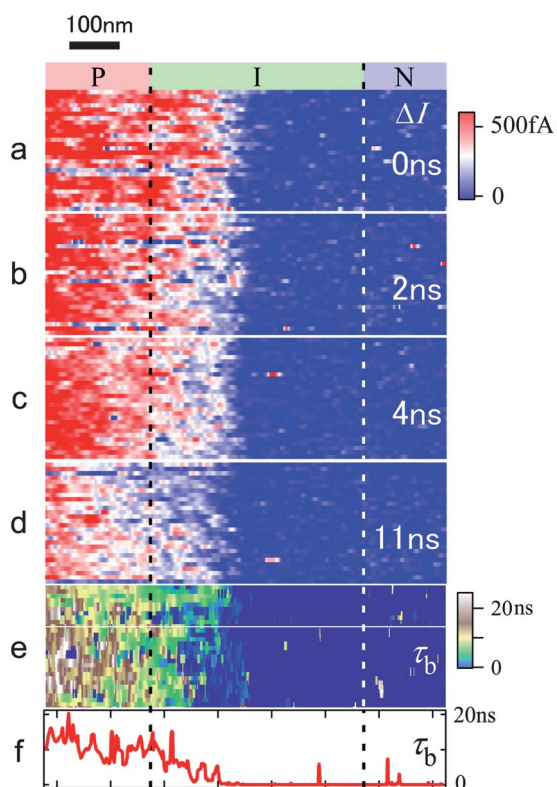 100nm
P I N
a ΔI 500fA
0ns 0
b 2ns
c 4ns
d 11ns
e τb 20ns
0
f τb 20ns
0